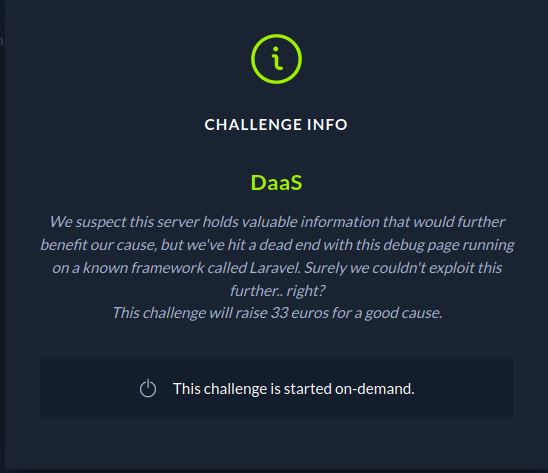 CHALLENGE INFO
DaaS
We suspect this server holds valuable information that would further
benefit our cause, but we've hit a dead end with this debug page running
on a known framework called Laravel. Surely we couldn't exploit this
further.. right?
This challenge will raise 33 euros for a good cause.
This challenge is started on-demand.